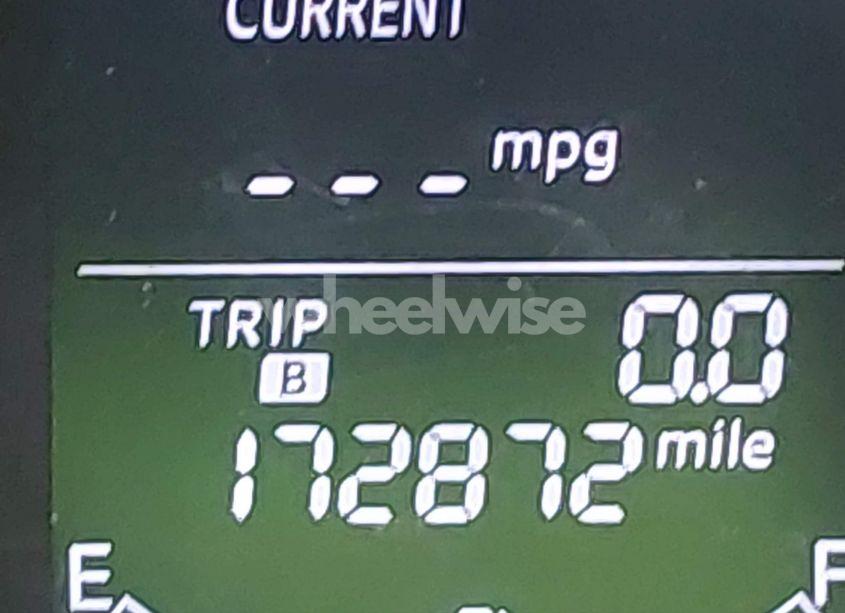 CURRENT
--- mpg
TRIP B 0.0
wheelwise
172872 mile
E F